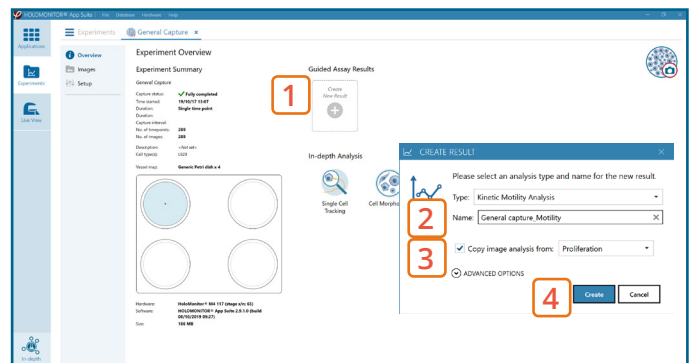 HOLOMONITOR® App Suite | File Database Hardware Help
Applications
Experiments
Live View
In-depth
Experiments General Capture ×
Overview
Images
Setup
Experiment Overview
Experiment Summary
General Capture
Capture status: Fully completed
Time started: 19/10/17 13:07
Duration: Single time point
Duration:
Capture interval:
No. of timepoints: 289
No. of images: 289
Description: <Not set>
Cell type(s): L929
Vessel map: Generic Petri dish x 4
Hardware: HoloMonitor® M4 117 (stage s/n: 63)
Software: HOLOMONITOR® App Suite 2.9.1.0 (build
08/10/2019 09:27)
Size: 106 MB
Guided Assay Results
1
Create
New Result
In-depth Analysis
Single Cell
Tracking
Cell Morpho
CREATE RESULT ×
Please select an analysis type and name for the new result.
Type: Kinetic Motility Analysis
2
Name: General capture_Motility ×
3
Copy image analysis from: Proliferation
ADVANCED OPTIONS
4
Create Cancel